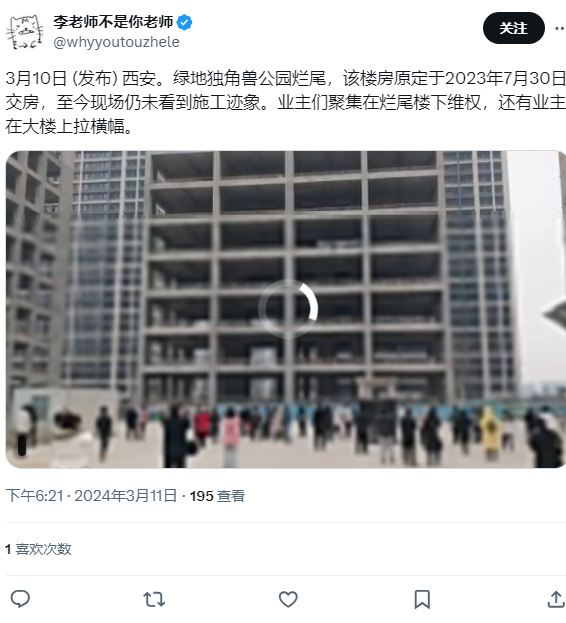 李老师不是你老师
@whyyoutouzhele
关注
3月10日 (发布) 西安。绿地独角兽公园烂尾，该楼房原定于2023年7月30日
交房，至今现场仍未看到施工迹象。业主们聚集在烂尾楼下维权，还有业主
在大楼上拉横幅。
下午6:21 · 2024年3月11日 · 195 查看
1 喜欢次数